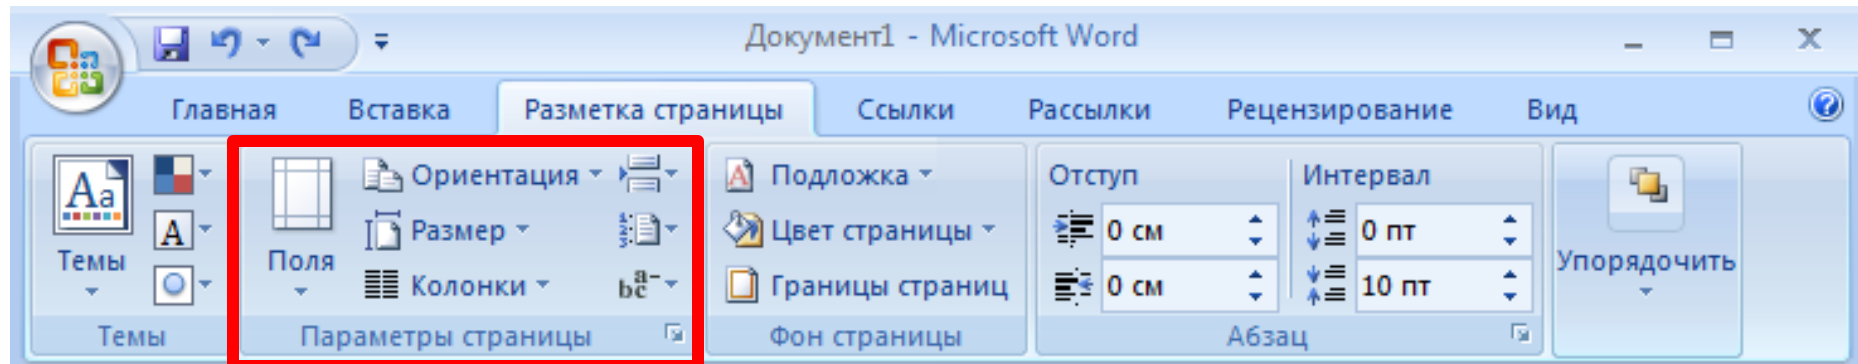 Документ1 - Microsoft Word
Главная Вставка Разметка страницы Ссылки Рассылки Рецензирование Вид
Aa Ориентация Подложка Отступ Интервал
A Размер Цвет страницы 0 см 0 пт
Темы Поля Упорядочить
Колонки Границы страниц 0 см 10 пт
Темы Параметры страницы Фон страницы Абзац